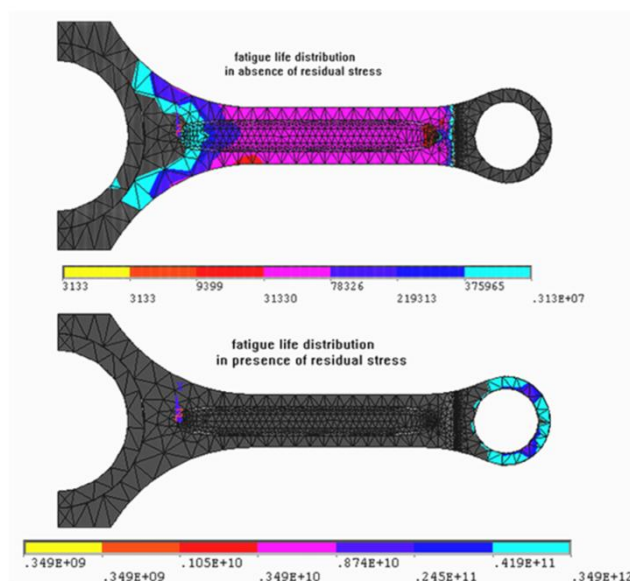 fatigue life distribution
in absence of residual stress
3133 9399 78326 375965
3133 31330 219313 .313E+07
fatigue life distribution
in presence of residual stress
.349E+09 .105E+10 .874E+10 .419E+11
.349E+09 .349E+10 .245E+11 .349E+12